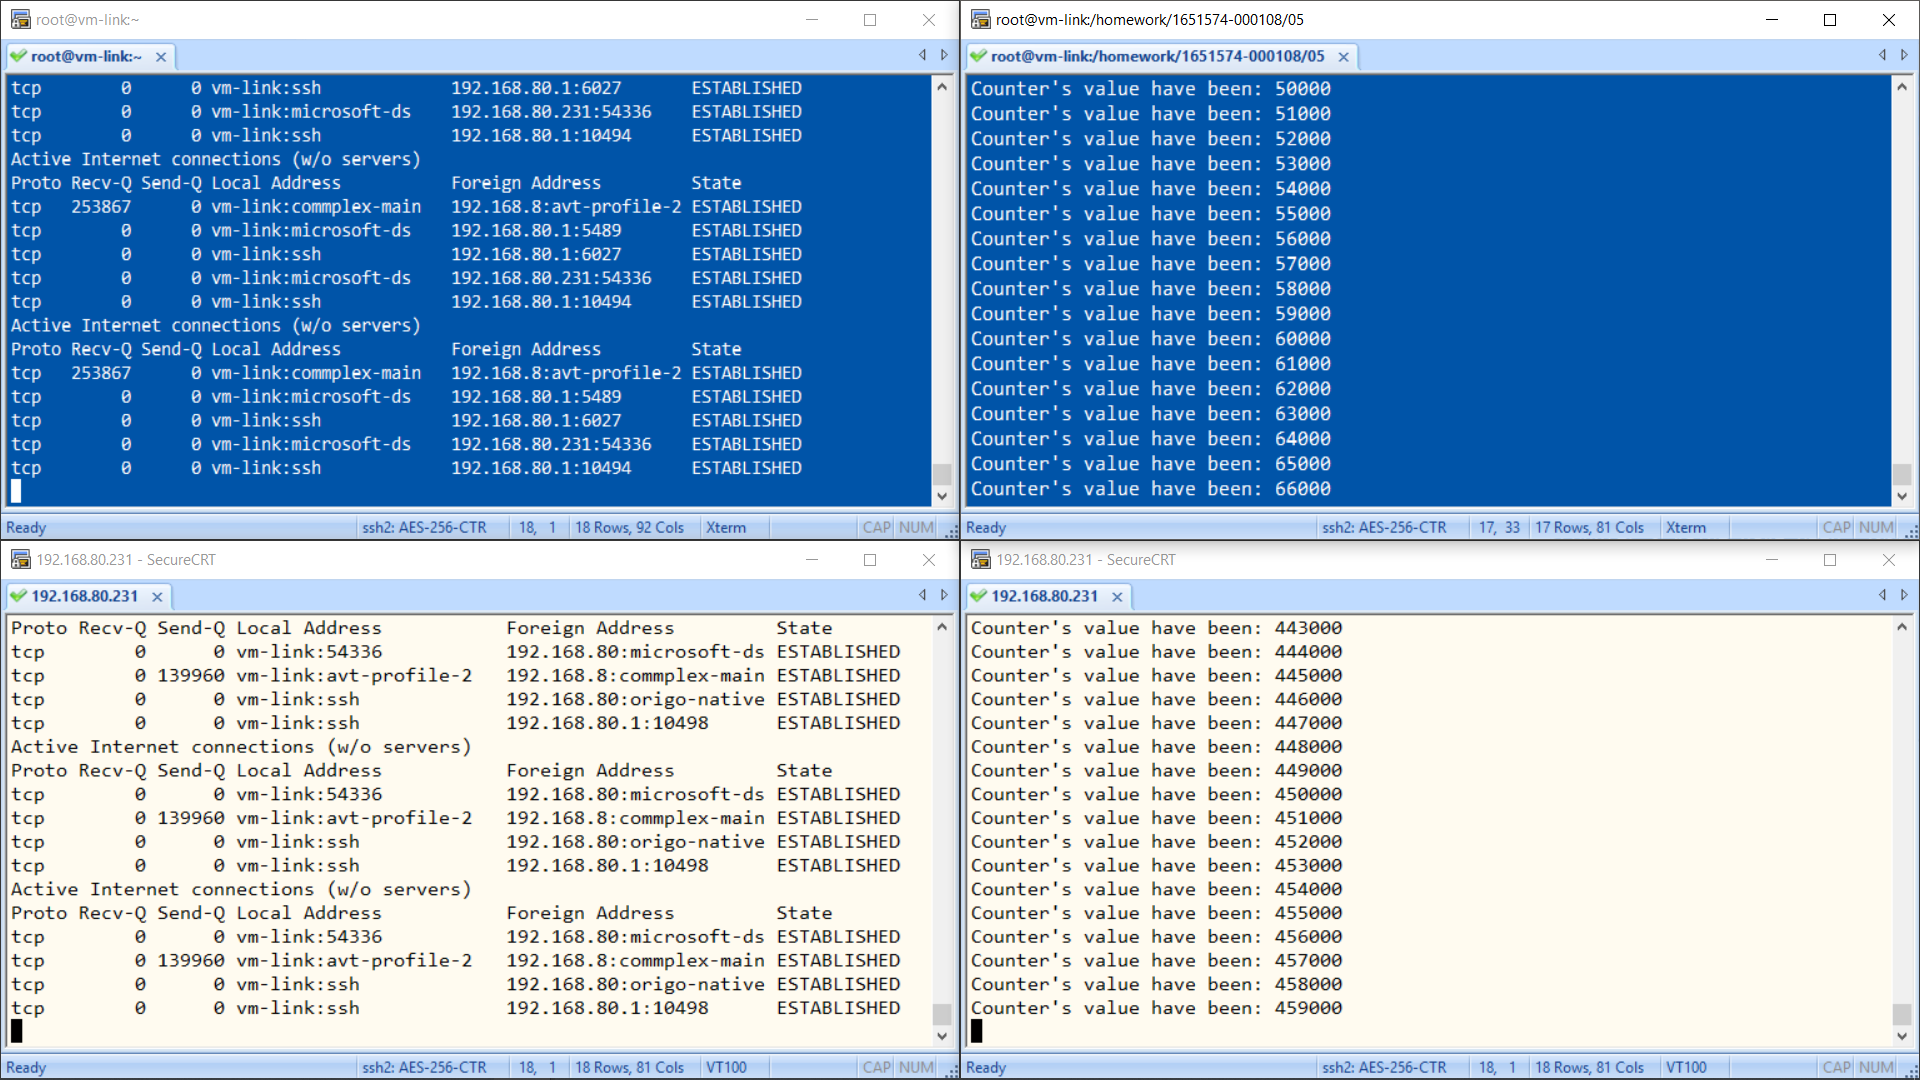 root@vm-link:~
root@vm-link:~
tcp 0 0 vm-link:ssh 192.168.80.1:6027 ESTABLISHED
tcp 0 0 vm-link:microsoft-ds 192.168.80.231:54336 ESTABLISHED
tcp 0 0 vm-link:ssh 192.168.80.1:10494 ESTABLISHED
Active Internet connections (w/o servers)
Proto Recv-Q Send-Q Local Address Foreign Address State
tcp 253867 0 vm-link:commplex-main 192.168.8:avt-profile-2 ESTABLISHED
tcp 0 0 vm-link:microsoft-ds 192.168.80.1:5489 ESTABLISHED
tcp 0 0 vm-link:ssh 192.168.80.1:6027 ESTABLISHED
tcp 0 0 vm-link:microsoft-ds 192.168.80.231:54336 ESTABLISHED
tcp 0 0 vm-link:ssh 192.168.80.1:10494 ESTABLISHED
Active Internet connections (w/o servers)
Proto Recv-Q Send-Q Local Address Foreign Address State
tcp 253867 0 vm-link:commplex-main 192.168.8:avt-profile-2 ESTABLISHED
tcp 0 0 vm-link:microsoft-ds 192.168.80.1:5489 ESTABLISHED
tcp 0 0 vm-link:ssh 192.168.80.1:6027 ESTABLISHED
tcp 0 0 vm-link:microsoft-ds 192.168.80.231:54336 ESTABLISHED
tcp 0 0 vm-link:ssh 192.168.80.1:10494 ESTABLISHED
Ready ssh2: AES-256-CTR 18, 1 18 Rows, 92 Cols Xterm CAP NUM
root@vm-link:/homework/1651574-000108/05
root@vm-link:/homework/1651574-000108/05
Counter's value have been: 50000
Counter's value have been: 51000
Counter's value have been: 52000
Counter's value have been: 53000
Counter's value have been: 54000
Counter's value have been: 55000
Counter's value have been: 56000
Counter's value have been: 57000
Counter's value have been: 58000
Counter's value have been: 59000
Counter's value have been: 60000
Counter's value have been: 61000
Counter's value have been: 62000
Counter's value have been: 63000
Counter's value have been: 64000
Counter's value have been: 65000
Counter's value have been: 66000
Ready ssh2: AES-256-CTR 17, 33 17 Rows, 81 Cols Xterm CAP NUM
192.168.80.231 - SecureCRT
192.168.80.231
Proto Recv-Q Send-Q Local Address Foreign Address State
tcp 0 0 vm-link:54336 192.168.80:microsoft-ds ESTABLISHED
tcp 0 139960 vm-link:avt-profile-2 192.168.8:commplex-main ESTABLISHED
tcp 0 0 vm-link:ssh 192.168.80:origo-native ESTABLISHED
tcp 0 0 vm-link:ssh 192.168.80.1:10498 ESTABLISHED
Active Internet connections (w/o servers)
Proto Recv-Q Send-Q Local Address Foreign Address State
tcp 0 0 vm-link:54336 192.168.80:microsoft-ds ESTABLISHED
tcp 0 139960 vm-link:avt-profile-2 192.168.8:commplex-main ESTABLISHED
tcp 0 0 vm-link:ssh 192.168.80:origo-native ESTABLISHED
tcp 0 0 vm-link:ssh 192.168.80.1:10498 ESTABLISHED
Active Internet connections (w/o servers)
Proto Recv-Q Send-Q Local Address Foreign Address State
tcp 0 0 vm-link:54336 192.168.80:microsoft-ds ESTABLISHED
tcp 0 139960 vm-link:avt-profile-2 192.168.8:commplex-main ESTABLISHED
tcp 0 0 vm-link:ssh 192.168.80:origo-native ESTABLISHED
tcp 0 0 vm-link:ssh 192.168.80.1:10498 ESTABLISHED
Ready ssh2: AES-256-CTR 18, 1 18 Rows, 81 Cols VT100 CAP NUM
192.168.80.231 - SecureCRT
192.168.80.231
Counter's value have been: 443000
Counter's value have been: 444000
Counter's value have been: 445000
Counter's value have been: 446000
Counter's value have been: 447000
Counter's value have been: 448000
Counter's value have been: 449000
Counter's value have been: 450000
Counter's value have been: 451000
Counter's value have been: 452000
Counter's value have been: 453000
Counter's value have been: 454000
Counter's value have been: 455000
Counter's value have been: 456000
Counter's value have been: 457000
Counter's value have been: 458000
Counter's value have been: 459000
Ready ssh2: AES-256-CTR 18, 1 18 Rows, 81 Cols VT100 CAP NUM